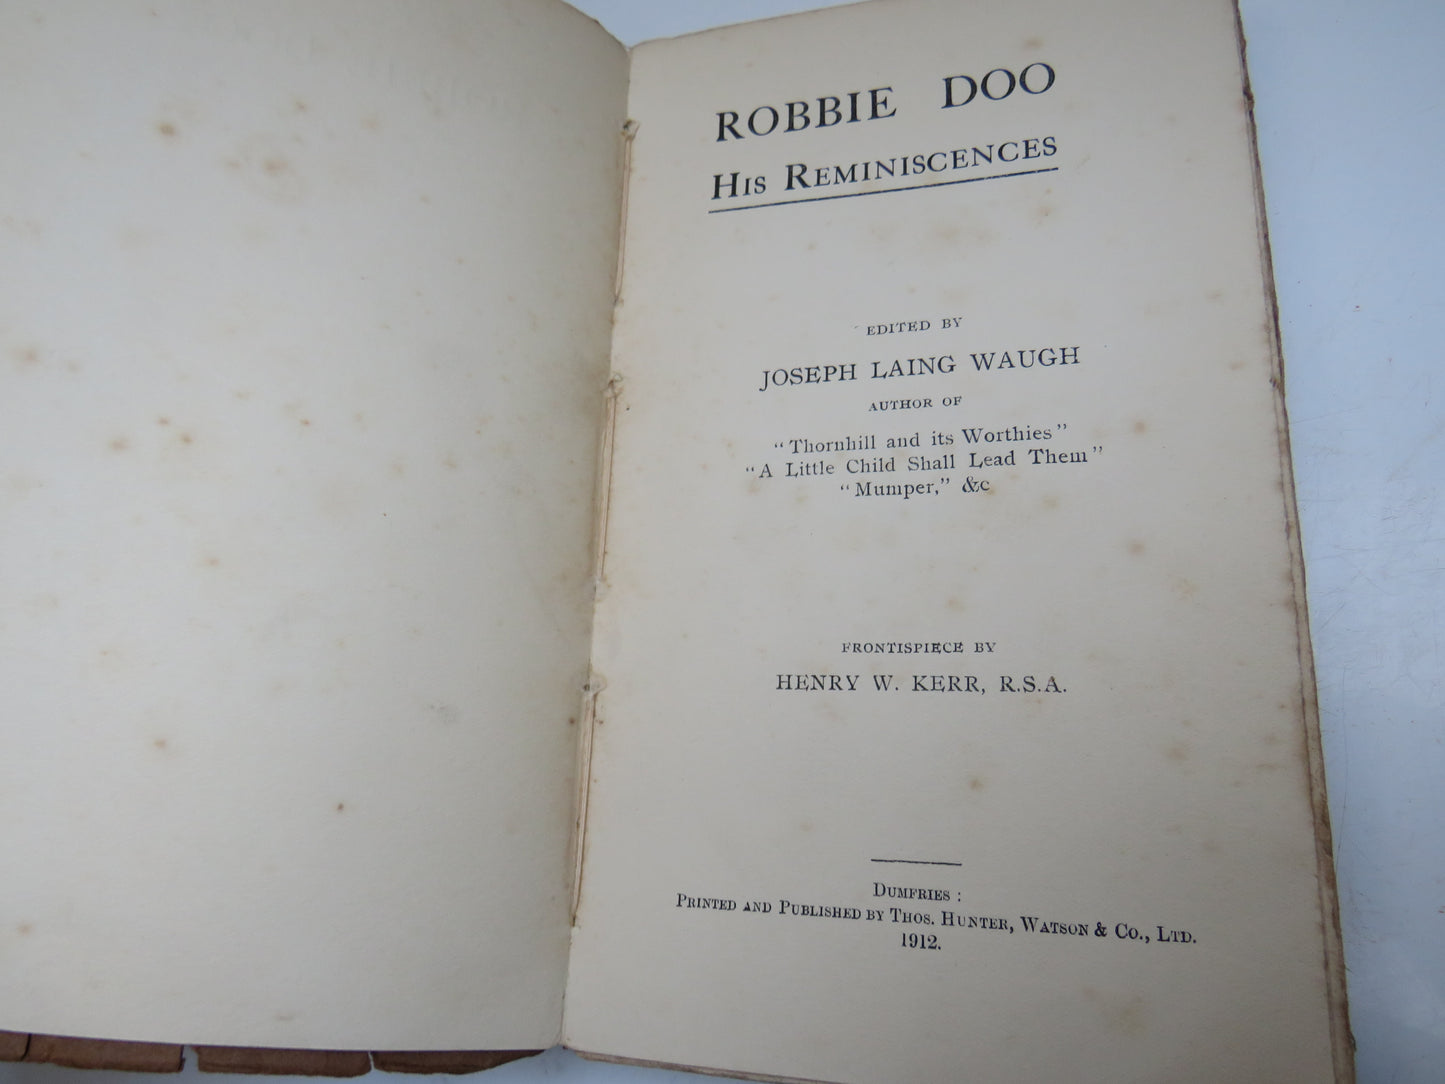 ROBBIE DOO
HIS REMINISCENCES
EDITED BY
JOSEPH LAING WAUGH
AUTHOR OF
"Thornhill and its Worthies"
"A Little Child Shall Lead Them"
"Mumper," &c
FRONTISPIECE BY
HENRY W. KERR, R.S.A.
DUMFRIES :
PRINTED AND PUBLISHED BY THOS. HUNTER, WATSON & CO., LTD.
1912.